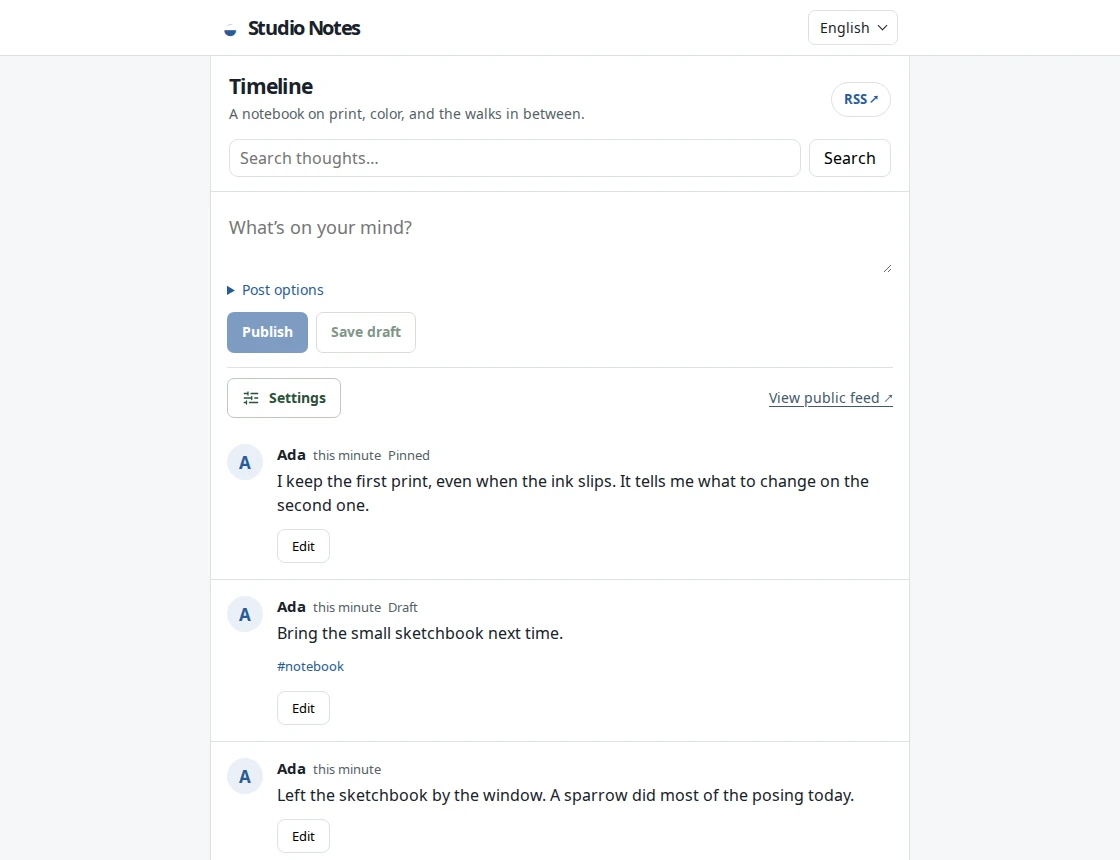 Studio Notes
English
Timeline
RSS↗
A notebook on print, color, and the walks in between.
Search thoughts...
Search
What's on your mind?
Post options
Publish
Save draft
Settings
View public feed ↗
A
Ada this minute Pinned
I keep the first print, even when the ink slips. It tells me what to change on the
second one.
Edit
A
Ada this minute Draft
Bring the small sketchbook next time.
#notebook
Edit
A
Ada this minute
Left the sketchbook by the window. A sparrow did most of the posing today.
Edit